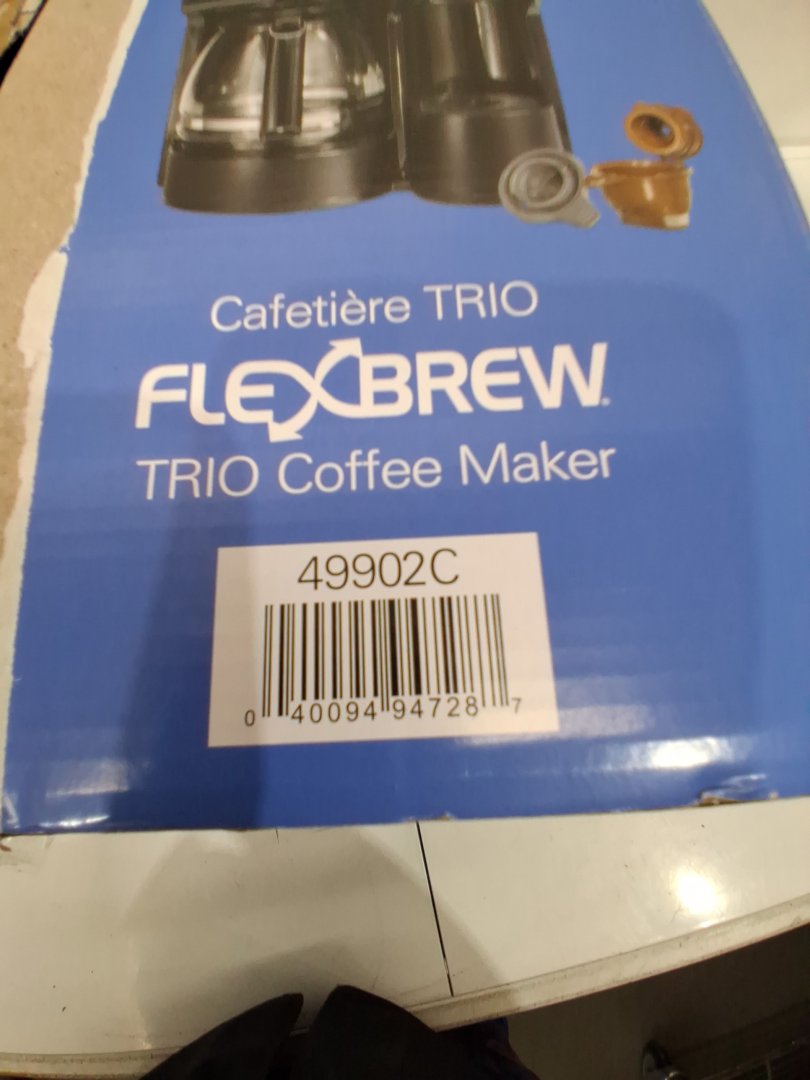 Cafetière TRIO
FLEXBREW.
TRIO Coffee Maker
49902C
0 40094 94728 7